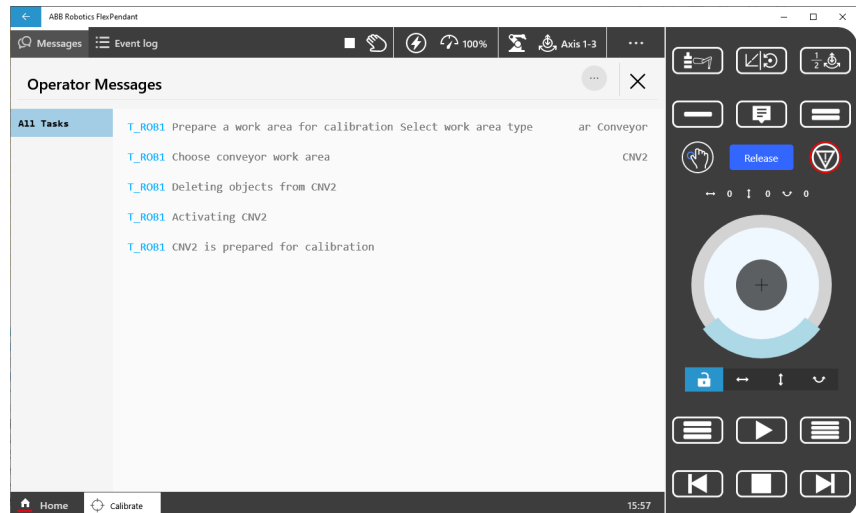 ABB Robotics FlexPendant
Messages Event log 100% Axis 1-3 ...
1
2
Operator Messages ...
All Tasks
T_ROB1 Prepare a work area for calibration Select work area type ar Conveyor
T_ROB1 Choose conveyor work area CNV2
T_ROB1 Deleting objects from CNV2
T_ROB1 Activating CNV2
T_ROB1 CNV2 is prepared for calibration
Release
0 0 0
Home Calibrate 15:57